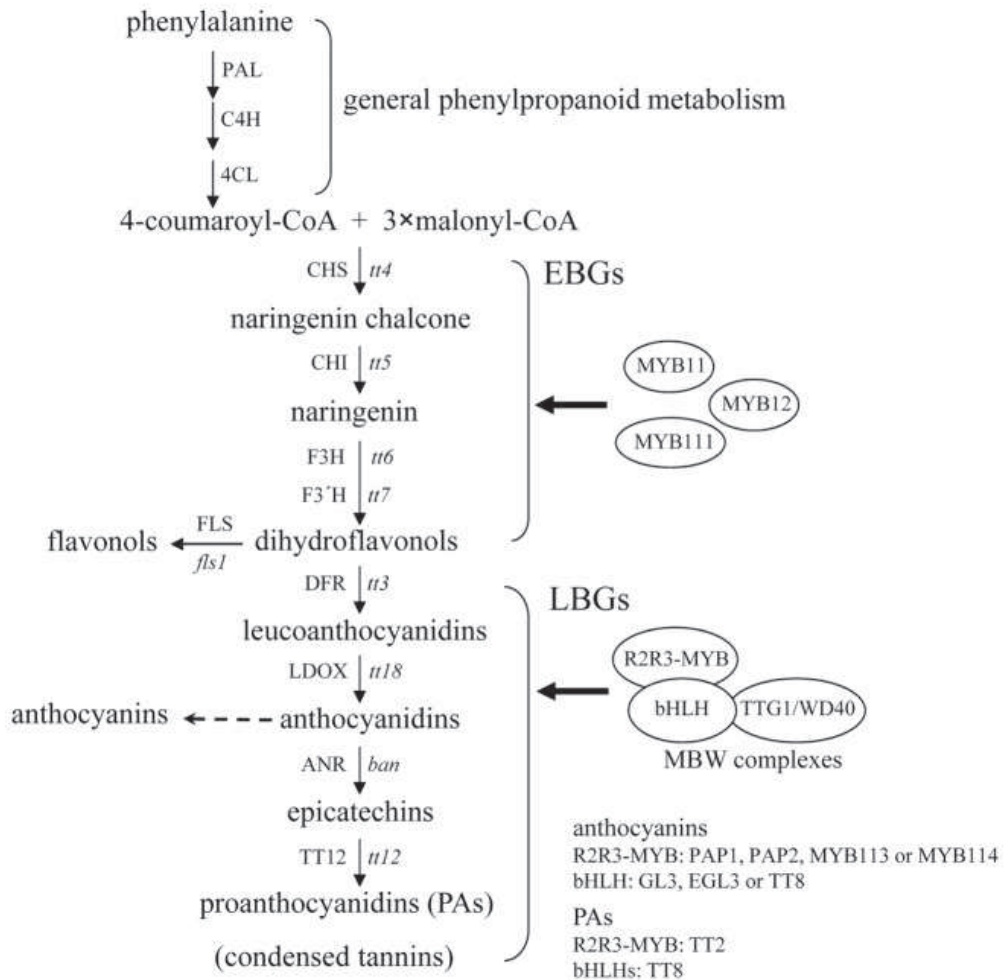 phenylalanine
PAL
C4H
4CL
general phenylpropanoid metabolism
4-coumaroyl-CoA + 3×malonyl-CoA
CHS tt4
naringenin chalcone
CHI tt5
naringenin
F3H tt6
F3´H tt7
EBGs
MYB11
MYB12
MYB111
flavonols
FLS
fls1
dihydroflavonols
DFR tt3
leucoanthocyanidins
LDOX tt18
anthocyanins
anthocyanidins
ANR ban
epicatechins
TT12 tt12
proanthocyanidins (PAs)
(condensed tannins)
LBGs
R2R3-MYB
bHLH
TTG1/WD40
MBW complexes
anthocyanins
R2R3-MYB: PAP1, PAP2, MYB113 or MYB114
bHLH: GL3, EGL3 or TT8
PAs
R2R3-MYB: TT2
bHLHs: TT8